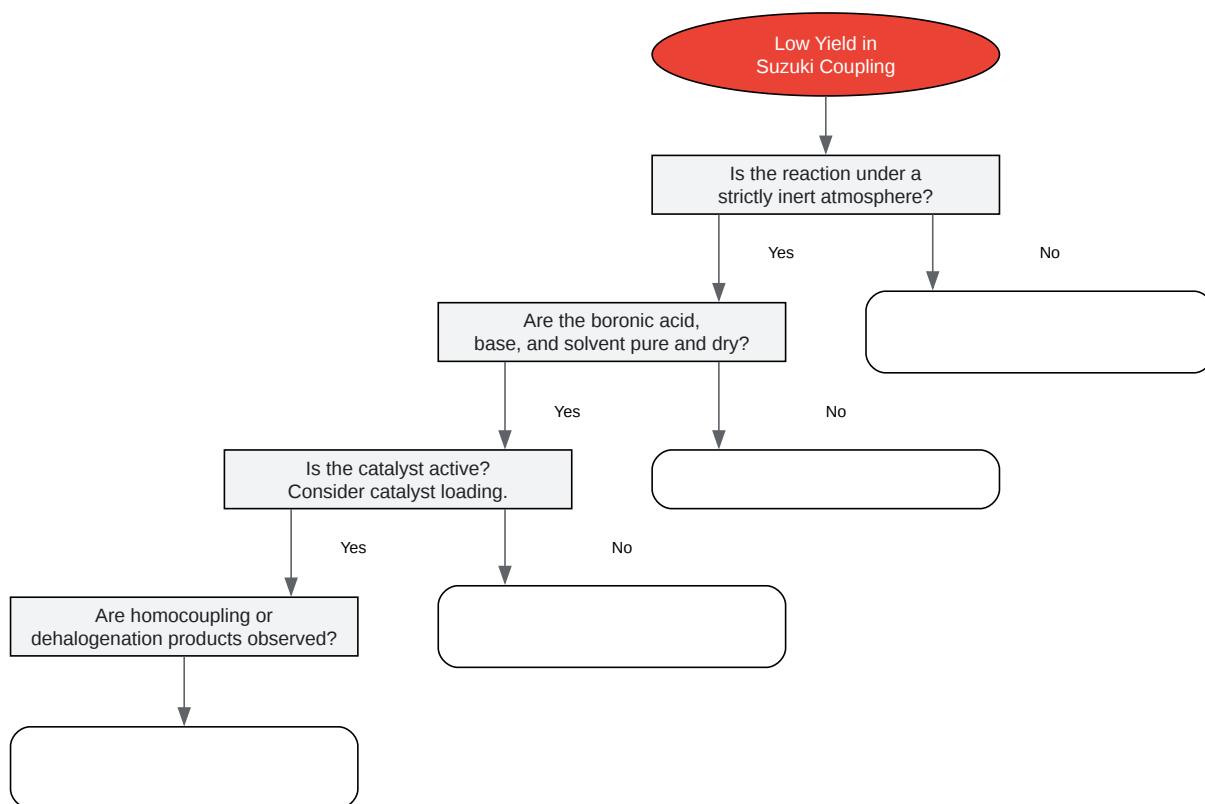 Low Yield in
Suzuki Coupling
Is the reaction under a
strictly inert atmosphere?
Yes
No
Are the boronic acid,
base, and solvent pure and dry?
Yes
No
Is the catalyst active?
Consider catalyst loading.
Yes
No
Are homocoupling or
dehalogenation products observed?